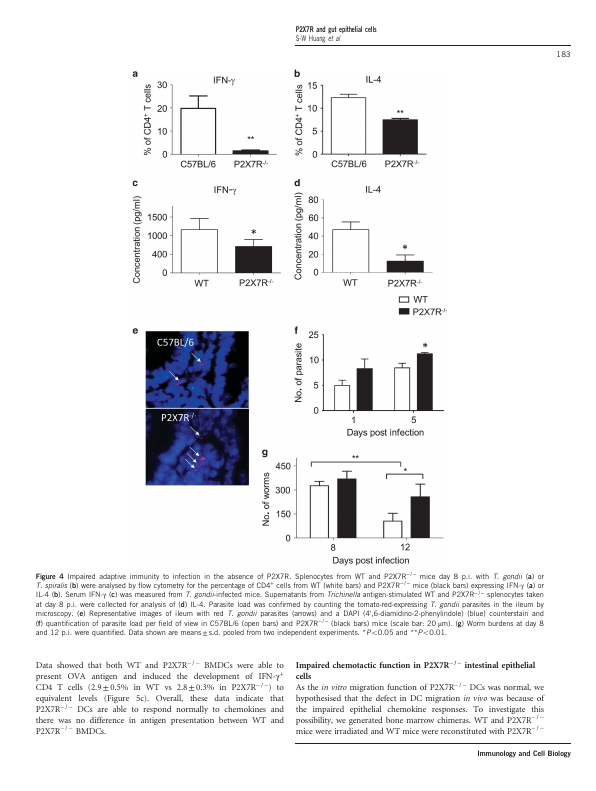 P2X7R and gut epithelial cells
S-W Huang et al
183
a
IFN-γ
% of CD4⁺ T cells
30
20
10
0
**
C57BL/6 P2X7R⁻/⁻
b
IL-4
% of CD4⁺ T cells
15
10
5
0
**
C57BL/6 P2X7R⁻/⁻
c
IFN-γ
Concentration (pg/ml)
1500
1000
400
0
*
WT P2X7R⁻/⁻
d
IL-4
Concentration (pg/ml)
80
60
40
20
0
*
WT P2X7R⁻/⁻
WT
P2X7R⁻/⁻
e
C57BL/6
P2X7R⁻/⁻
f
No. of parasite
25
10
5
0
*
1 5
Days post infection
g
No. of worms
450
300
150
0
**
*
8 12
Days post infection
Figure 4 Impaired adaptive immunity to infection in the absence of P2X7R. Splenocytes from WT and P2X7R⁻/⁻ mice day 8 p.i. with T. gondii (a) or
T. spiralis (b) were analysed by flow cytometry for the percentage of CD4⁺ cells from WT (white bars) and P2X7R⁻/⁻ mice (black bars) expressing IFN-γ (a) or
IL-4 (b). Serum IFN-γ (c) was measured from T. gondii-infected mice. Supernatants from Trichinella antigen-stimulated WT and P2X7R⁻/⁻ splenocytes taken
at day 8 p.i. were collected for analysis of (d) IL-4. Parasite load was confirmed by counting the tomato-red-expressing T. gondii parasites in the ileum by
microscopy. (e) Representative images of ileum with red T. gondii parasites (arrows) and a DAPI (4′,6-diamidino-2-phenylindole) (blue) counterstain and
(f) quantification of parasite load per field of view in C57BL/6 (open bars) and P2X7R⁻/⁻ (black bars) mice (scale bar: 20 μm). (g) Worm burdens at day 8
and 12 p.i. were quantified. Data shown are means±s.d. pooled from two independent experiments. *P<0.05 and **P<0.01.
Data showed that both WT and P2X7R⁻/⁻ BMDCs were able to
present OVA antigen and induced the development of IFN-γ⁺
CD4 T cells (2.9±0.5% in WT vs 2.8±0.3% in P2X7R⁻/⁻) to
equivalent levels (Figure 5c). Overall, these data indicate that
P2X7R⁻/⁻ DCs are able to respond normally to chemokines and
there was no difference in antigen presentation between WT and
P2X7R⁻/⁻ BMDCs.
Impaired chemotactic function in P2X7R⁻/⁻ intestinal epithelial
cells
As the in vitro migration function of P2X7R⁻/⁻ DCs was normal, we
hypothesised that the defect in DC migration in vivo was because of
the impaired epithelial chemokine responses. To investigate this
possibility, we generated bone marrow chimeras. WT and P2X7R⁻/⁻
mice were irradiated and WT mice were reconstituted with P2X7R⁻/⁻
Immunology and Cell Biology